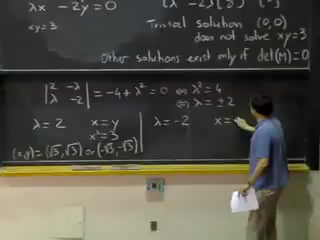 λx - 2y = 0
xy = 3
Trivial solution (0,0)
does not solve xy = 3
Other solutions exist only if det(M) = 0
|2 -λ| = -4 + λ² = 0 ⇔ λ² = 4
|λ -2| ⇔ λ = ±2
λ = 2 x = y λ = -2 x =
x² = 3
(x,y) = (√3, √3) or (-√3, -√3)